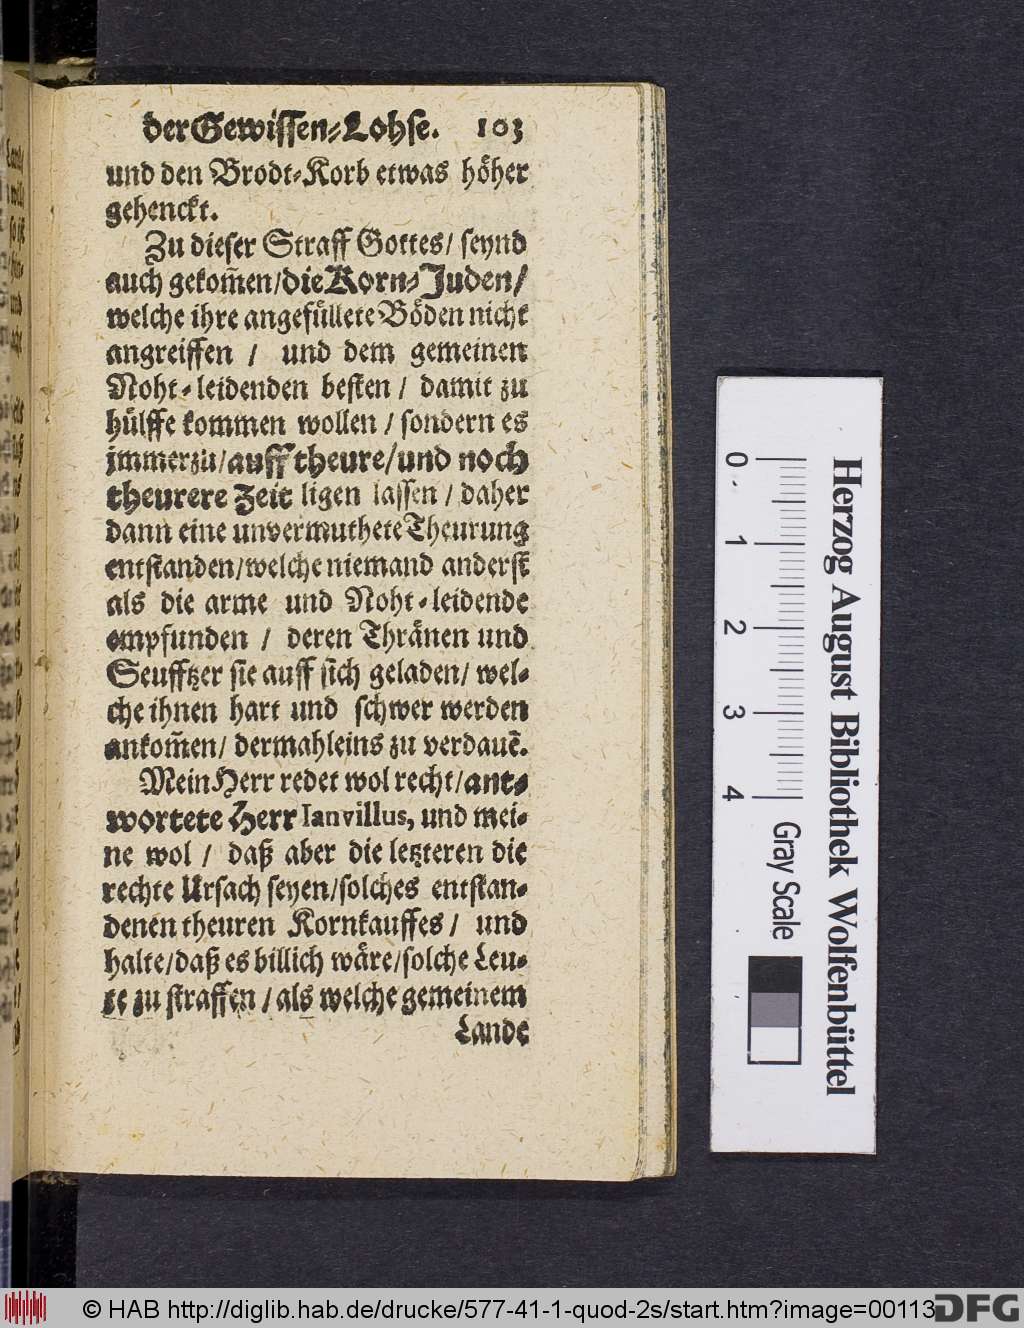 der Gewissen-Lohse. 103
und den Brodt-Korb etwas höher
gehenckt.
Zu dieser Straff Gottes/ seynd
auch gekom̃en/die Korn-Juden/
welche ihre angefüllete Böden nicht
angreiffen / und dem gemeinen
Noht-leidenden besten / damit zu
hülffe kommen wollen / sondern es
immerzu/auff theure/und noch
theurere Zeit ligen lassen / daher
dann eine unvermuthete Theurung
entstanden/welche niemand anderst
als die arme und Noht-leidende
empfunden / deren Thränen und
Seufftzer sie auff sich geladen/ wel-
che ihnen hart und schwer werden
ankom̃en/ dermahleins zu verdauẽ.
Mein Herr redet wol recht/ant-
wortete Herr Ianvillus, und mei-
ne wol / daß aber die letzteren die
rechte Ursach seyen/solches entstan-
denen theuren Kornkauffes / und
halte/daß es billich wäre/solche Leu-
te zu straffen /als welche gemeinem
Lande
0
1
2
3
4
Gray Scale
Herzog August Bibliothek Wolfenbüttel
© HAB http://diglib.hab.de/drucke/577-41-1-quod-2s/start.htm?image=00113
DFG